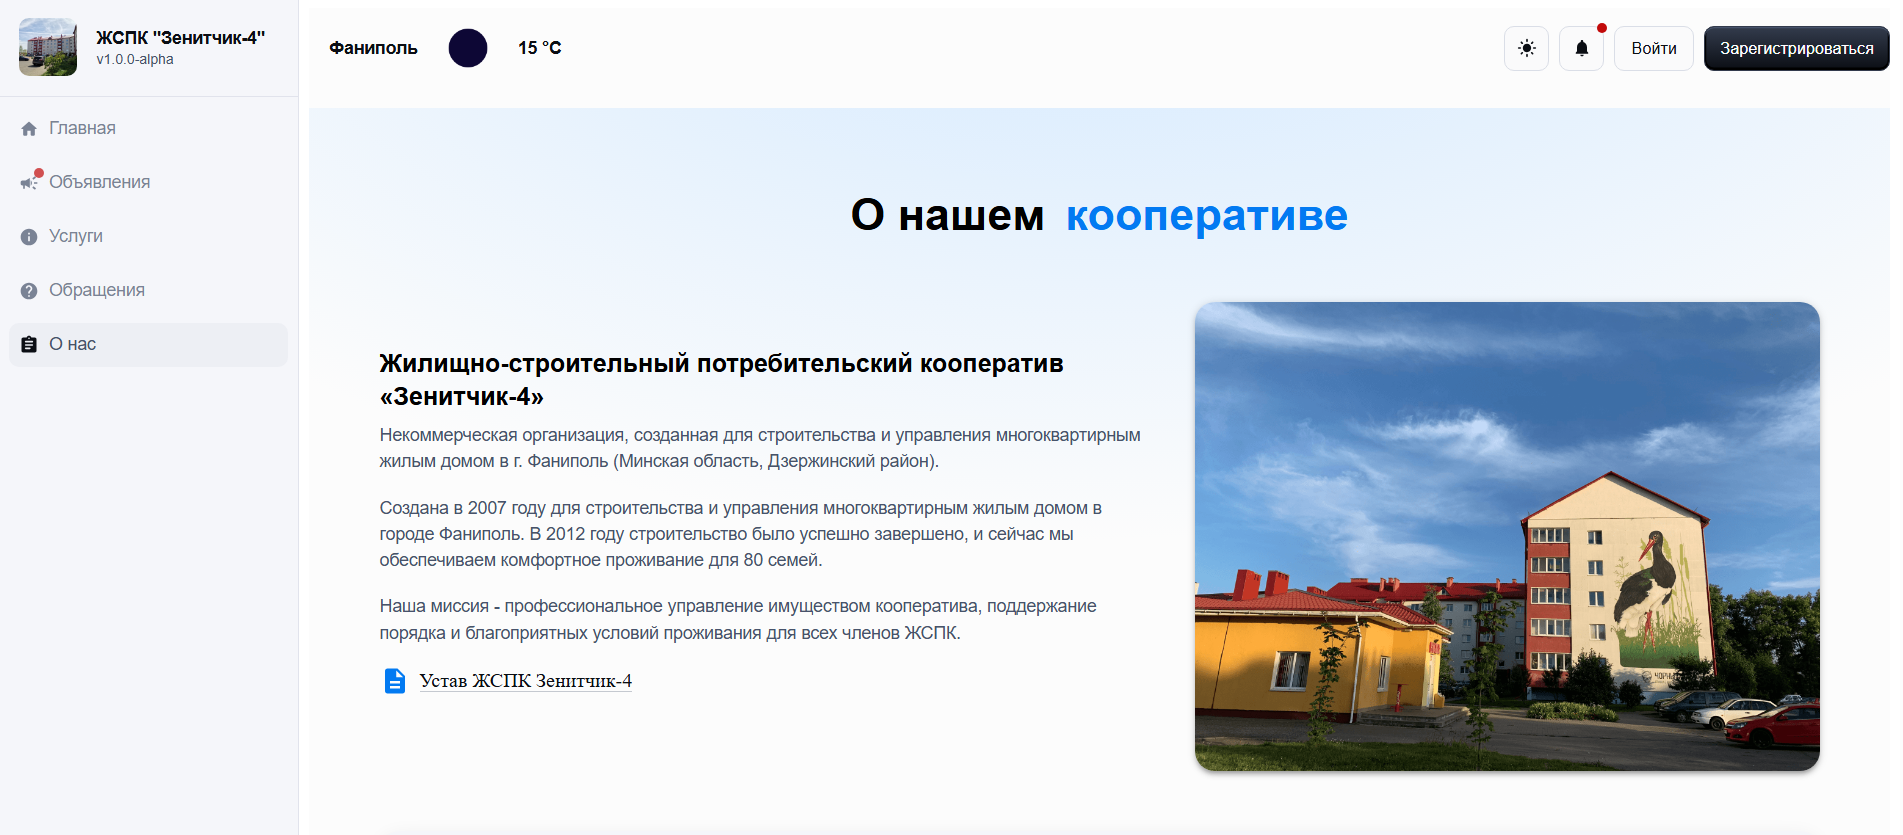 ЖСПК "Зенитчик-4"
v1.0.0-alpha
Главная
Объявления
Услуги
Обращения
О нас
Фаниполь
15 °C
Войти
Зарегистрироваться
О нашем кооперативе
Жилищно-строительный потребительский кооператив
«Зенитчик-4»
Некоммерческая организация, созданная для строительства и управления многоквартирным
жилым домом в г. Фаниполь (Минская область, Дзержинский район).
Создана в 2007 году для строительства и управления многоквартирным жилым домом в
городе Фаниполь. В 2012 году строительство было успешно завершено, и сейчас мы
обеспечиваем комфортное проживание для 80 семей.
Наша миссия - профессиональное управление имуществом кооператива, поддержание
порядка и благоприятных условий проживания для всех членов ЖСПК.
Устав ЖСПК Зенитчик-4